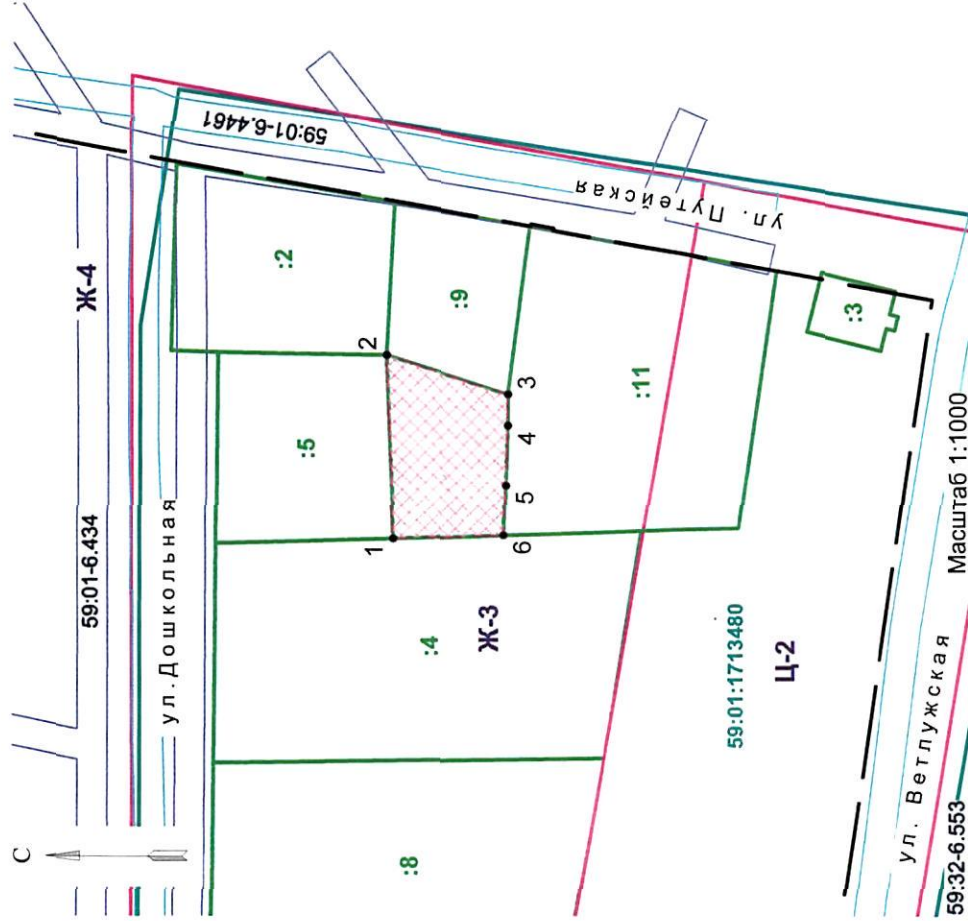 С
Ж-4
59:01-6.434
59:01-6.4461
ул. Дошкольная
:2
2
:5
:9
ул. Путейская
1
3
4
5
6
:11
:3
:4
Ж-3
:8
59:01:1713480
Ц-2
ул. Ветлужская
59:32-6.553
Масштаб 1:1000